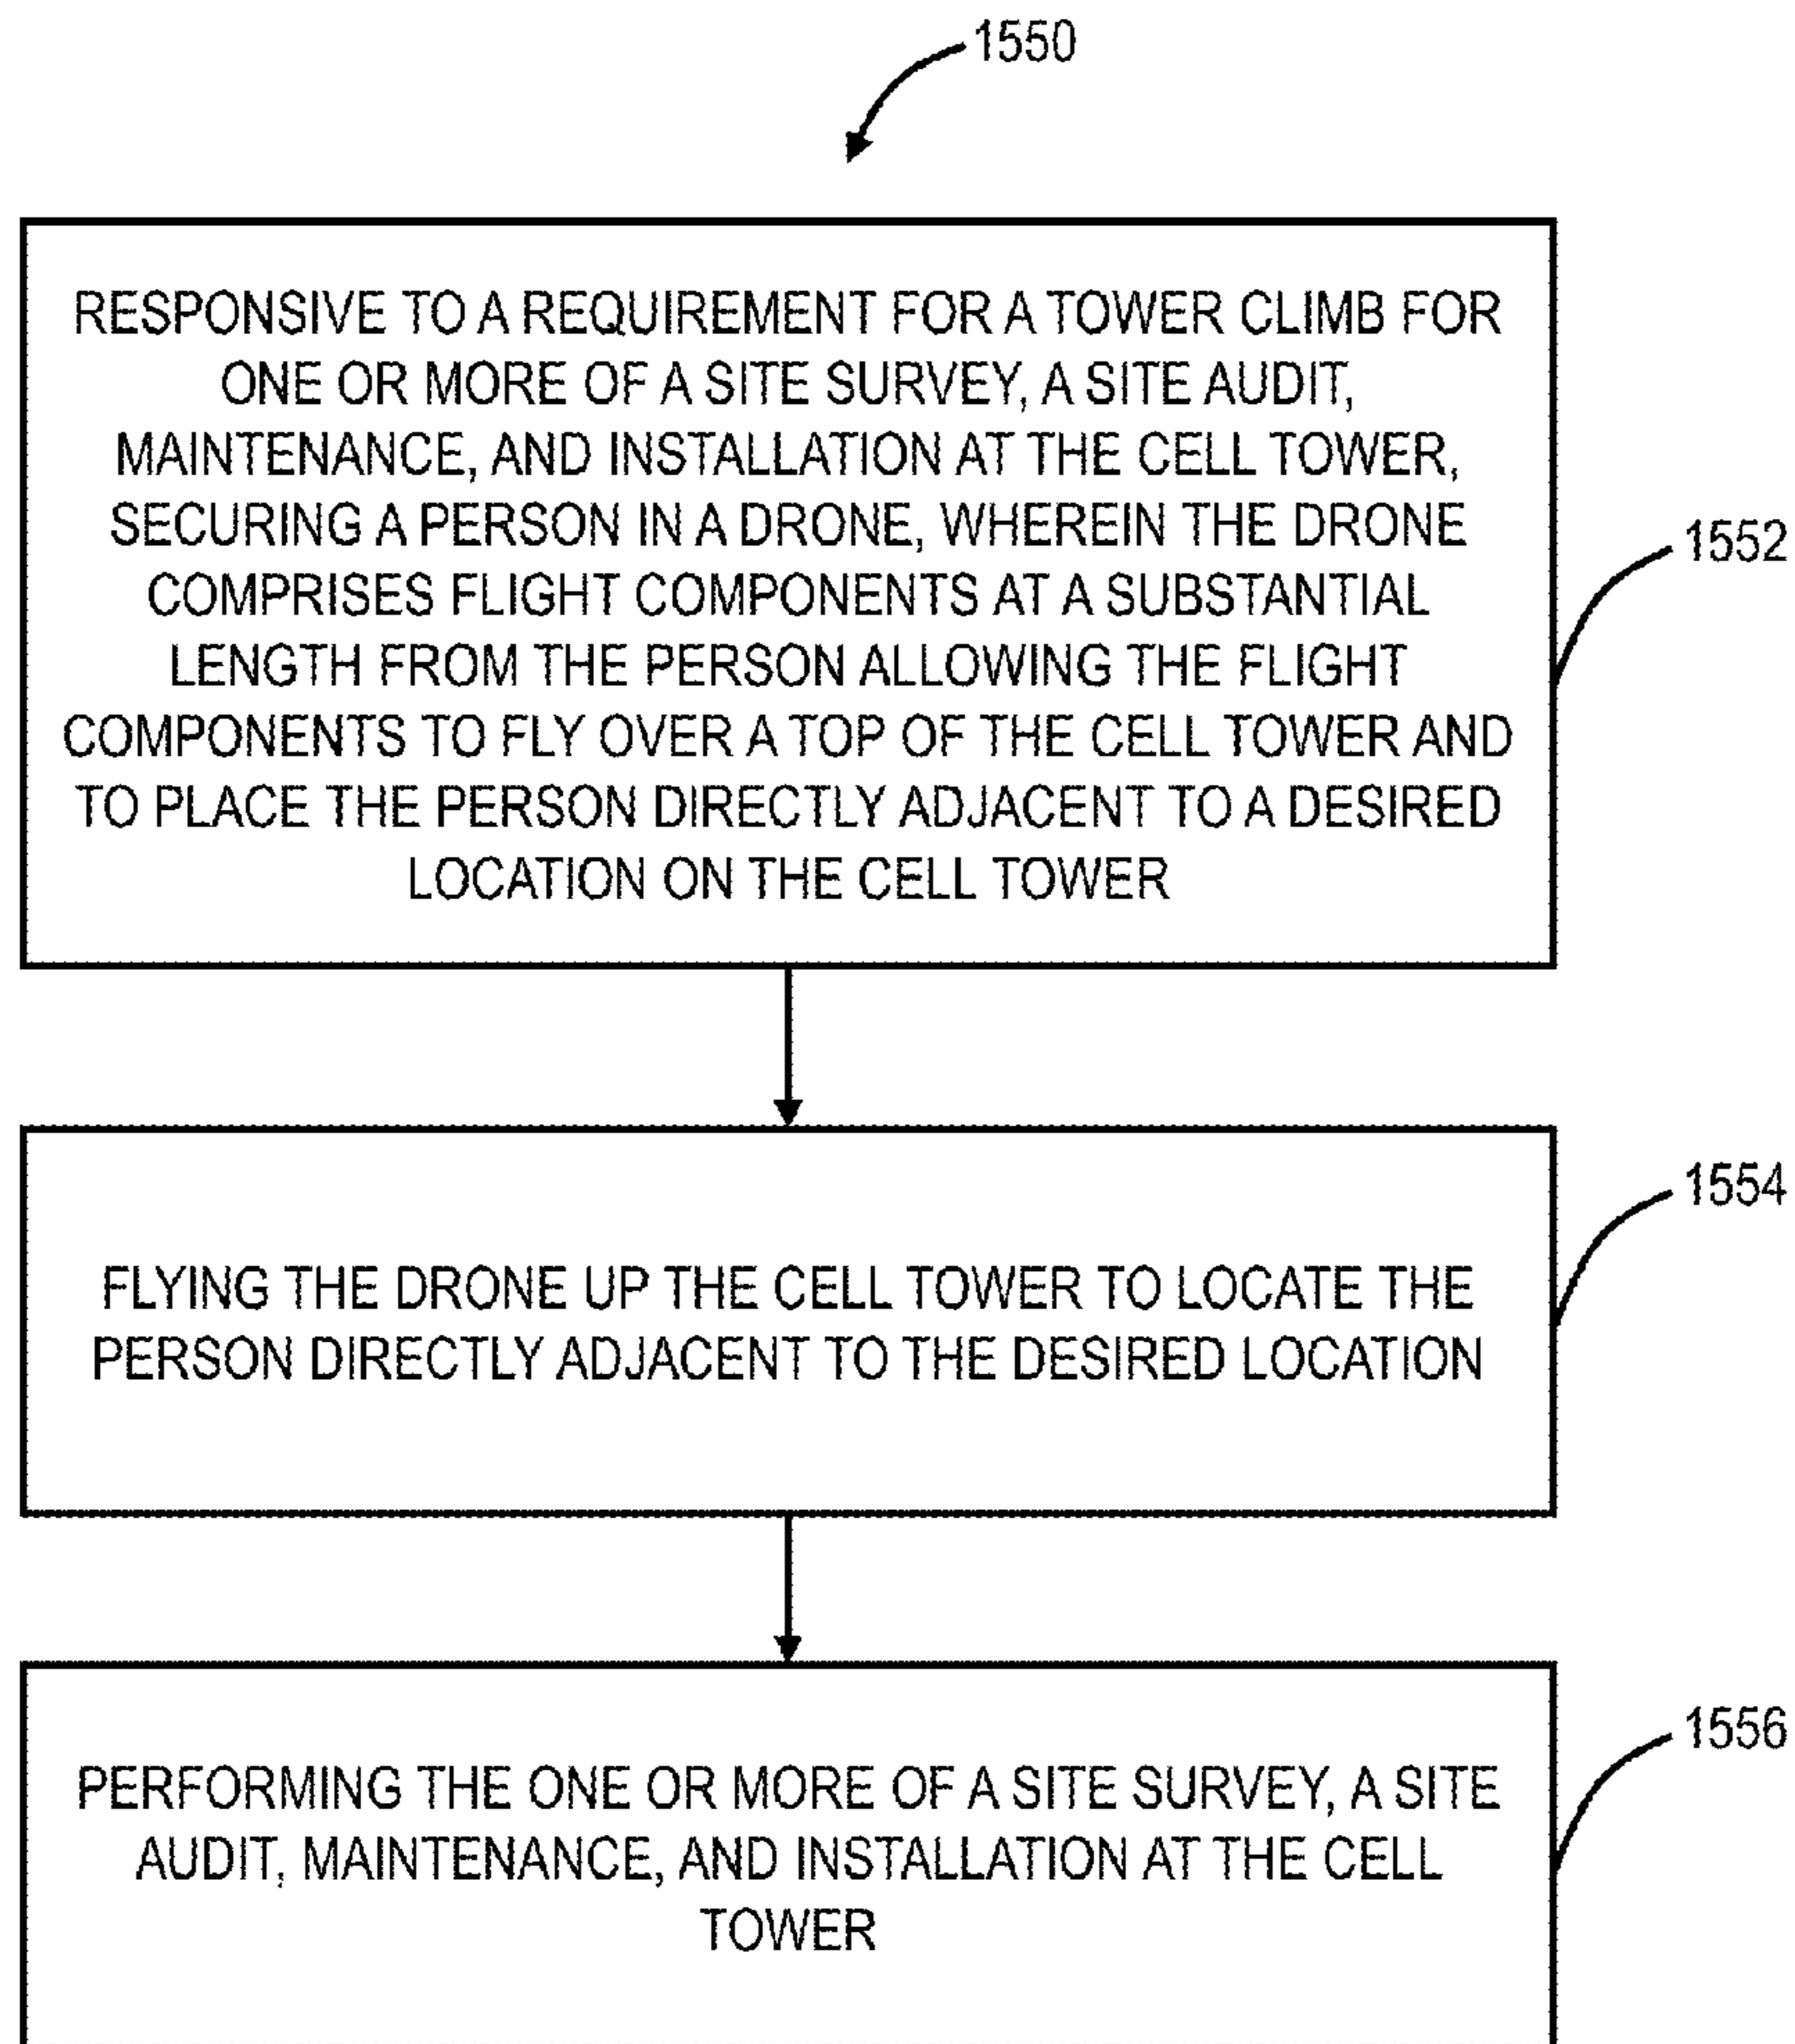 1550
RESPONSIVE TO A REQUIREMENT FOR A TOWER CLIMB FOR
ONE OR MORE OF A SITE SURVEY, A SITE AUDIT,
MAINTENANCE, AND INSTALLATION AT THE CELL TOWER,
SECURING A PERSON IN A DRONE, WHEREIN THE DRONE
COMPRISES FLIGHT COMPONENTS AT A SUBSTANTIAL
LENGTH FROM THE PERSON ALLOWING THE FLIGHT
COMPONENTS TO FLY OVER A TOP OF THE CELL TOWER AND
TO PLACE THE PERSON DIRECTLY ADJACENT TO A DESIRED
LOCATION ON THE CELL TOWER
1552
FLYING THE DRONE UP THE CELL TOWER TO LOCATE THE
PERSON DIRECTLY ADJACENT TO THE DESIRED LOCATION
1554
PERFORMING THE ONE OR MORE OF A SITE SURVEY, A SITE
AUDIT, MAINTENANCE, AND INSTALLATION AT THE CELL
TOWER
1556